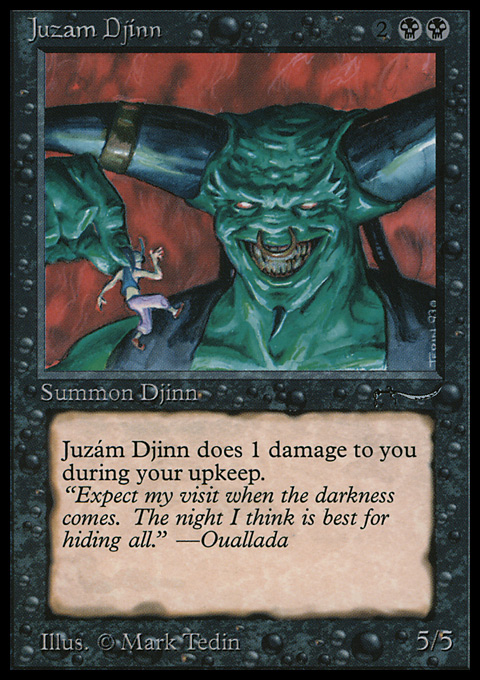 Juzam Djinn 2
Summon Djinn
Juzám Djinn does 1 damage to you
during your upkeep.
“Expect my visit when the darkness
comes. The night I think is best for
hiding all.” —Ouallada
Illus. © Mark Tedin 5/5